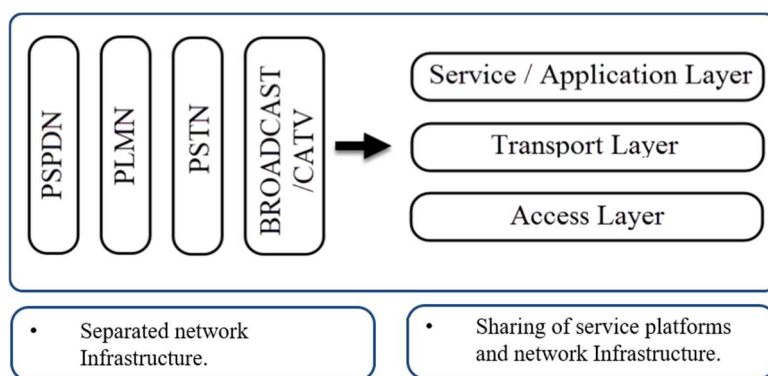 PSPDN
PLMN
PSTN
BROADCAST
/CATV
Service / Application Layer
Transport Layer
Access Layer
• Separated network
Infrastructure.
• Sharing of service platforms
and network Infrastructure.